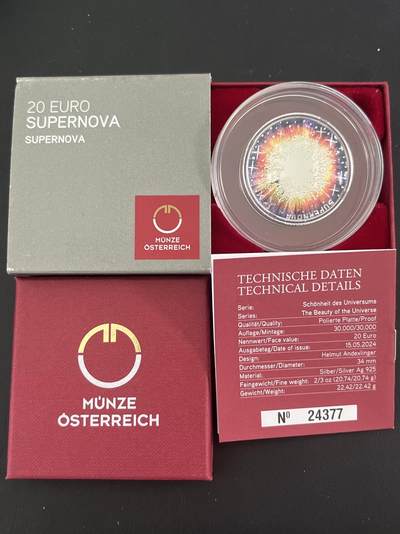 20 EURO
SUPERNOVA
SUPERNOVA
MÜNZE
ÖSTERREICH
SUPERNOVA
MÜNZE
ÖSTERREICH
TECHNISCHE DATEN
TECHNICAL DETAILS
Serie: Schönheit des Universums
Series: The Beauty of the Universe
Qualität/Quality: Polierte Platte/Proof
Auflage/Mintage: 30.000/30,000
Nennwert/Face value: 20 Euro
Ausgabetag/Date of issue: 15.05.2024
Design: Helmut Andexlinger
Durchmesser/Diameter: 34 mm
Material: Silber/Silver Ag 925
Feingewicht/Fine weight: 2/3 oz (20,74/20.74 g)
Gewicht/Weight: 22,42/22.42 g
Nº 24377